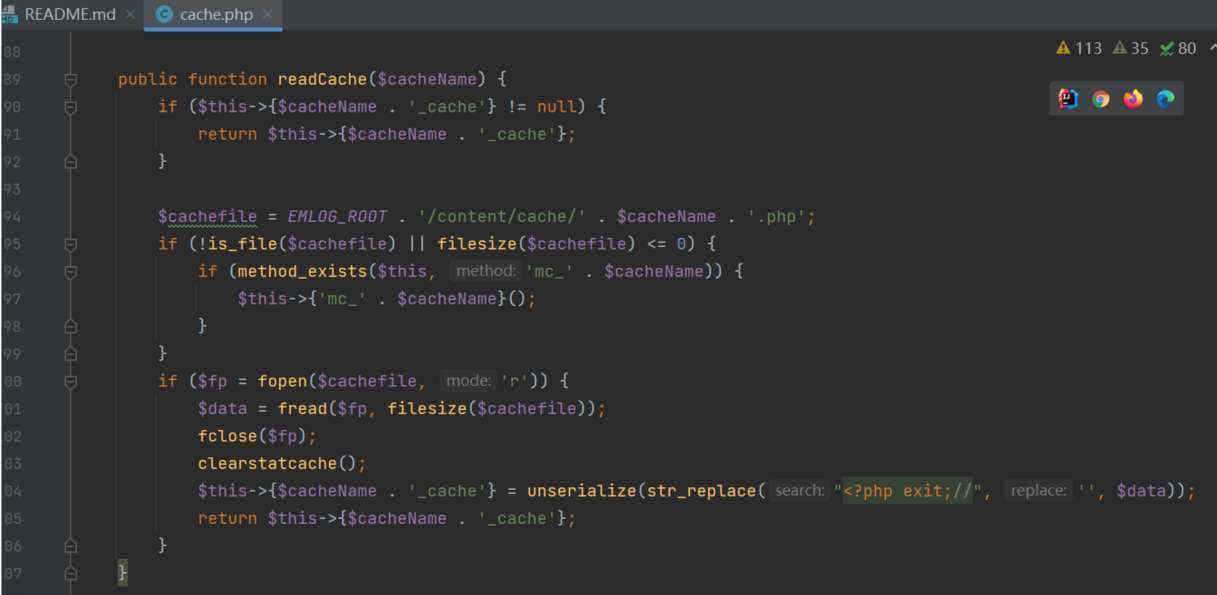 README.md × cache.php ×
88 113 35 80
89 public function readCache($cacheName) {
90 if ($this->{$cacheName . '_cache'} != null) {
91 return $this->{$cacheName . '_cache'};
92 }
93
94 $cachefile = EMLOG_ROOT . '/content/cache/' . $cacheName . '.php';
95 if (!is_file($cachefile) || filesize($cachefile) <= 0) {
96 if (method_exists($this, method: 'mc_' . $cacheName)) {
97 $this->{'mc_' . $cacheName}();
98 }
99 }
00 if ($fp = fopen($cachefile, mode: 'r')) {
01 $data = fread($fp, filesize($cachefile));
02 fclose($fp);
03 clearstatcache();
04 $this->{$cacheName . '_cache'} = unserialize(str_replace( search: "<?php exit;//", replace: '', $data));
05 return $this->{$cacheName . '_cache'};
06 }
07 }